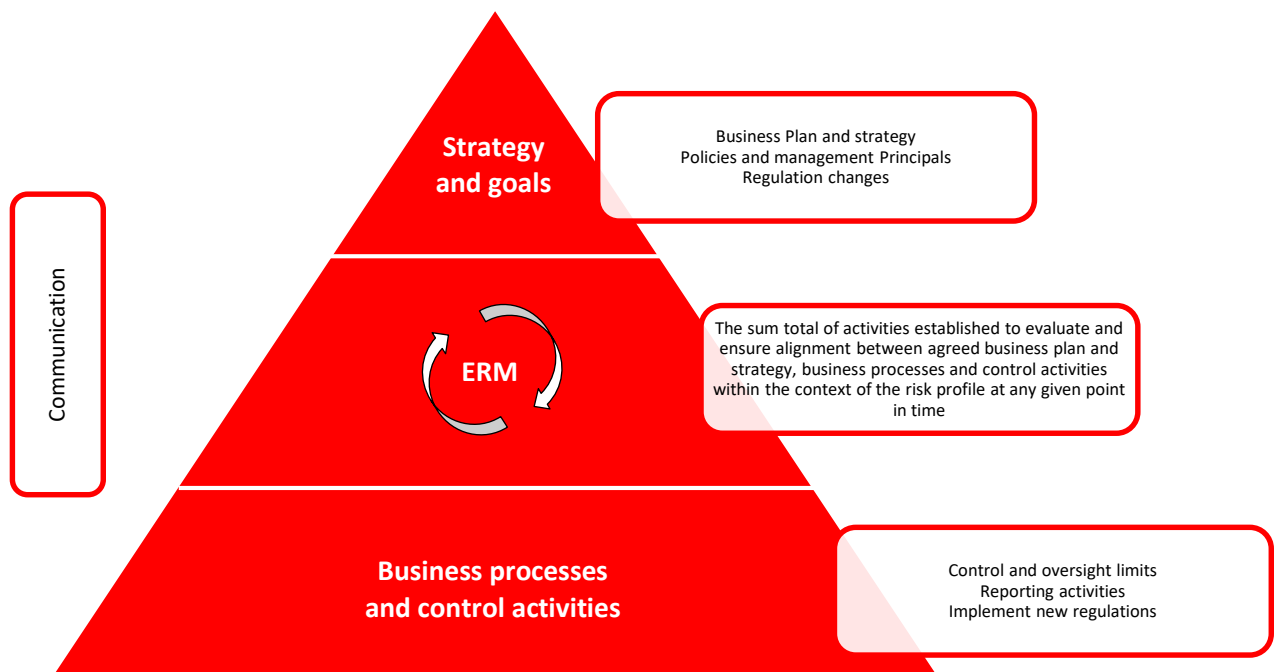 Strategy
and goals
Business Plan and strategy
Policies and management Principals
Regulation changes
Communication
ERM
The sum total of activities established to evaluate and
ensure alignment between agreed business plan and
strategy, business processes and control activities
within the context of the risk profile at any given point
in time
Business processes
and control activities
Control and oversight limits
Reporting activities
Implement new regulations